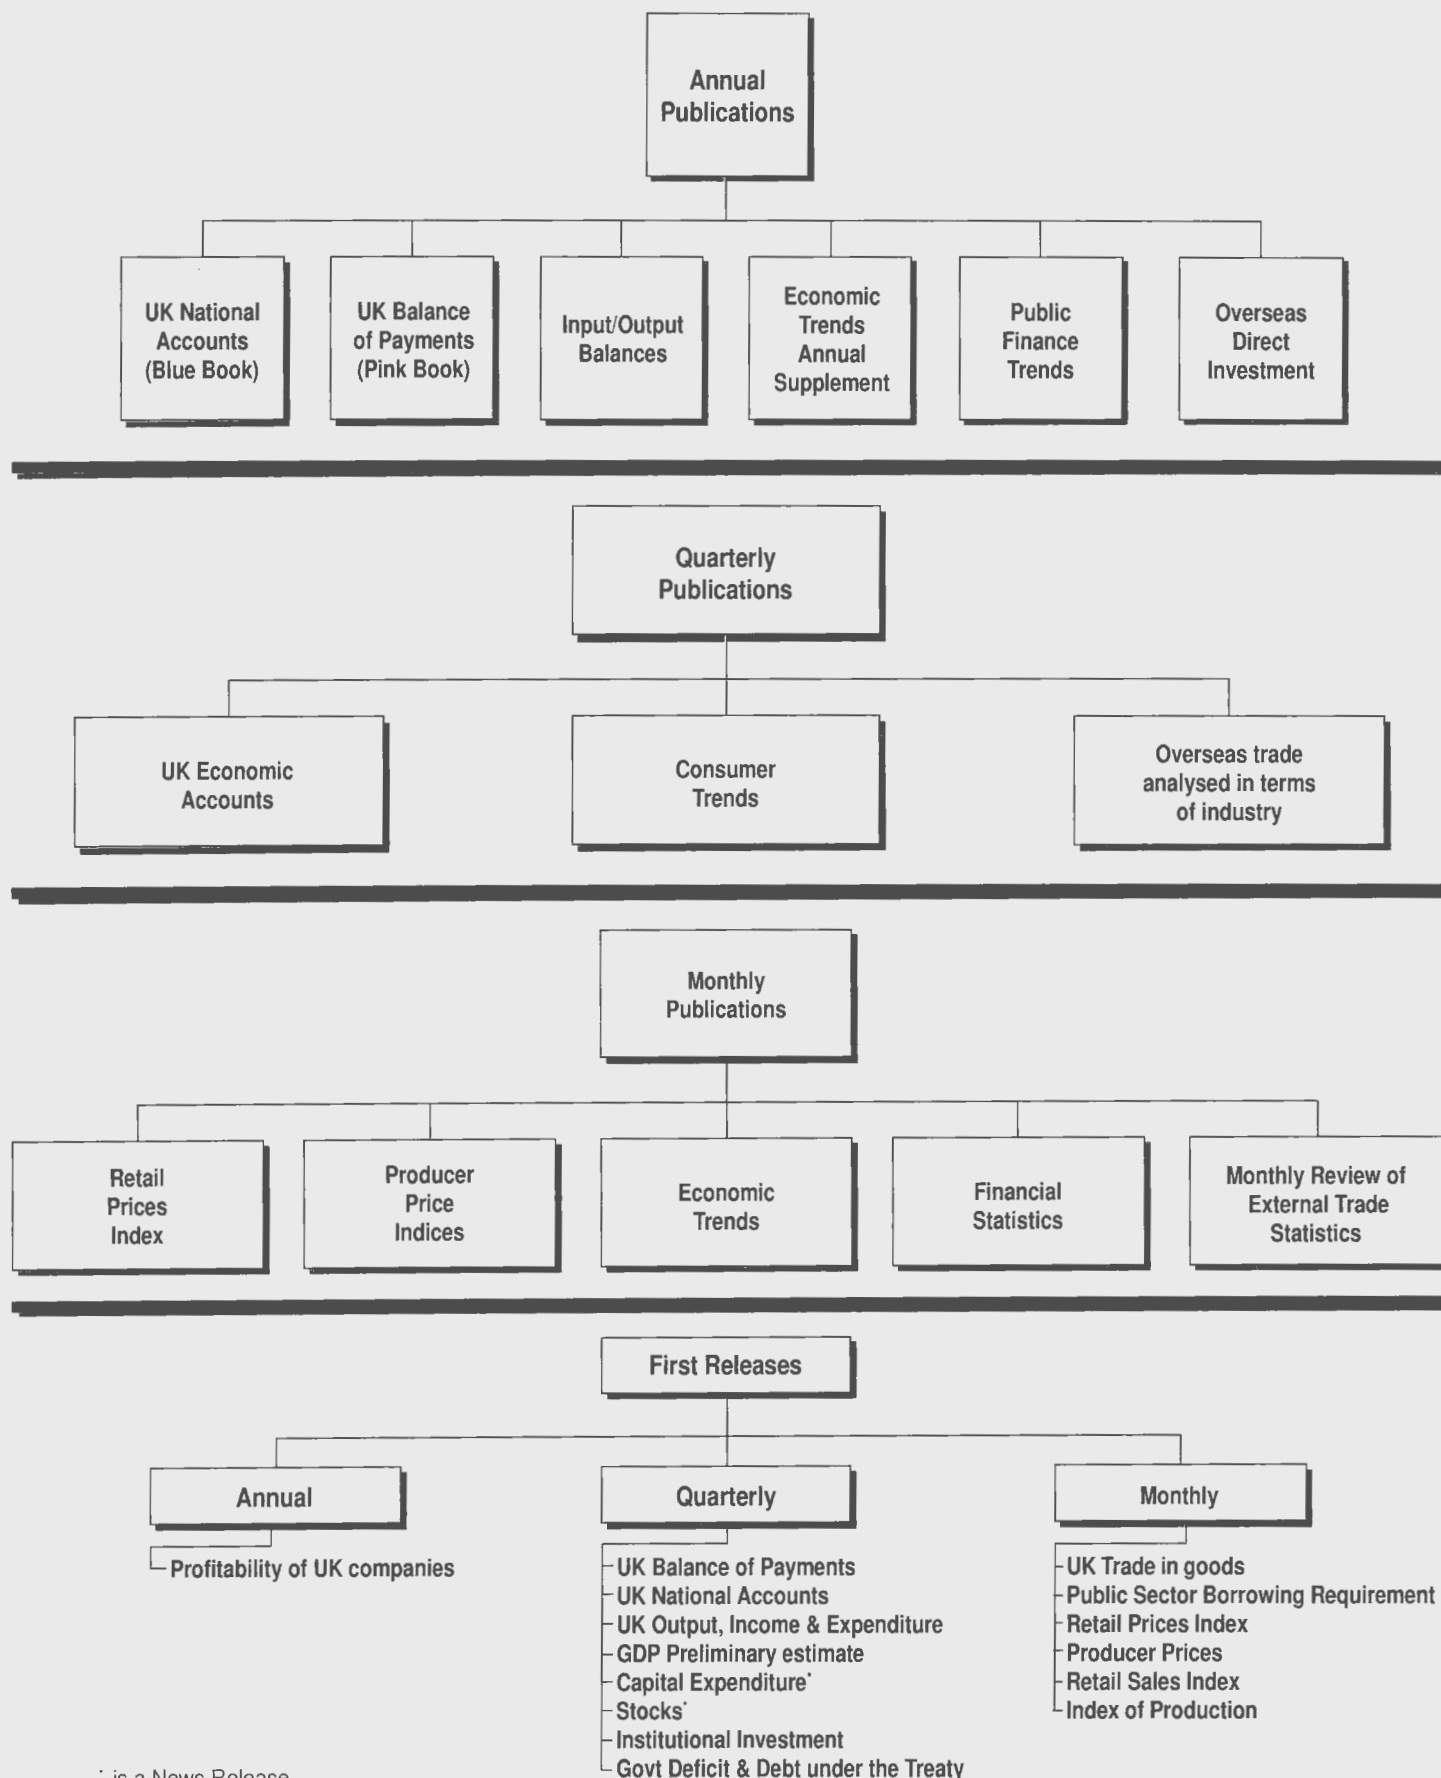 Annual
Publications
UK National
Accounts
(Blue Book)
UK Balance
of Payments
(Pink Book)
Input/Output
Balances
Economic
Trends
Annual
Supplement
Public
Finance
Trends
Overseas
Direct
Investment
Quarterly
Publications
UK Economic
Accounts
Consumer
Trends
Overseas trade
analysed in terms
of industry
Monthly
Publications
Retail
Prices
Index
Producer
Price
Indices
Economic
Trends
Financial
Statistics
Monthly Review of
External Trade
Statistics
First Releases
Annual
Profitability of UK companies
Quarterly
UK Balance of Payments
UK National Accounts
UK Output, Income & Expenditure
GDP Preliminary estimate
Capital Expenditure*
Stocks*
Institutional Investment
Govt Deficit & Debt under the Treaty
Monthly
UK Trade in goods
Public Sector Borrowing Requirement
Retail Prices Index
Producer Prices
Retail Sales Index
Index of Production
* is a News Release